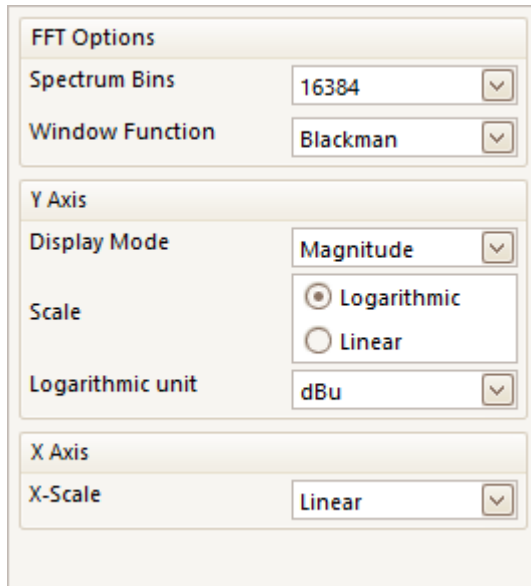 FFT Options
Spectrum Bins 16384
Window Function Blackman
Y Axis
Display Mode Magnitude
Scale
Logarithmic
Linear
Logarithmic unit dBu
X Axis
X-Scale Linear